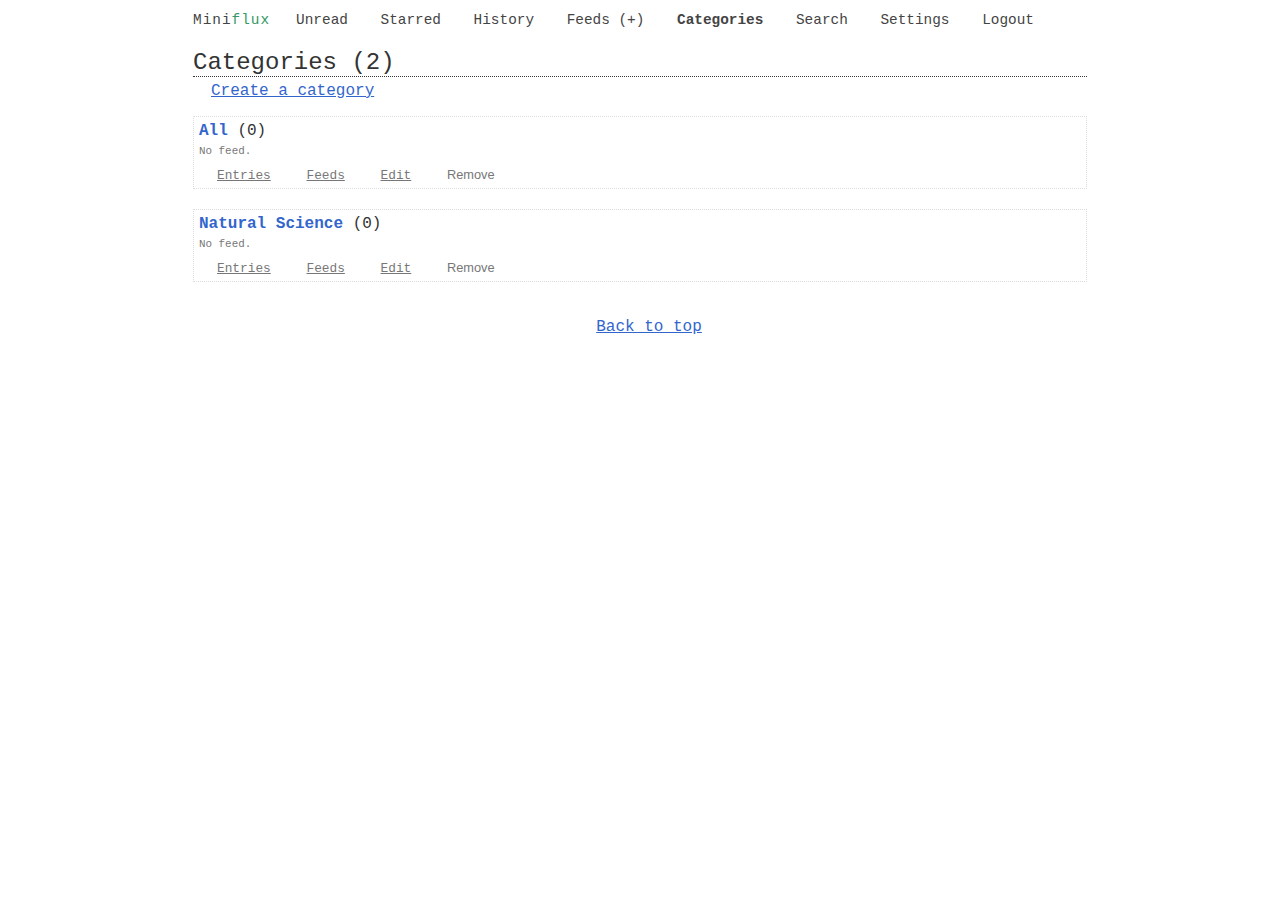 Miniflux Unread Starred History Feeds (+) Categories Search Settings Logout
Categories (2)
Create a category
All (0)
No feed.
Entries Feeds Edit Remove
Natural Science (0)
No feed.
Entries Feeds Edit Remove
Back to top